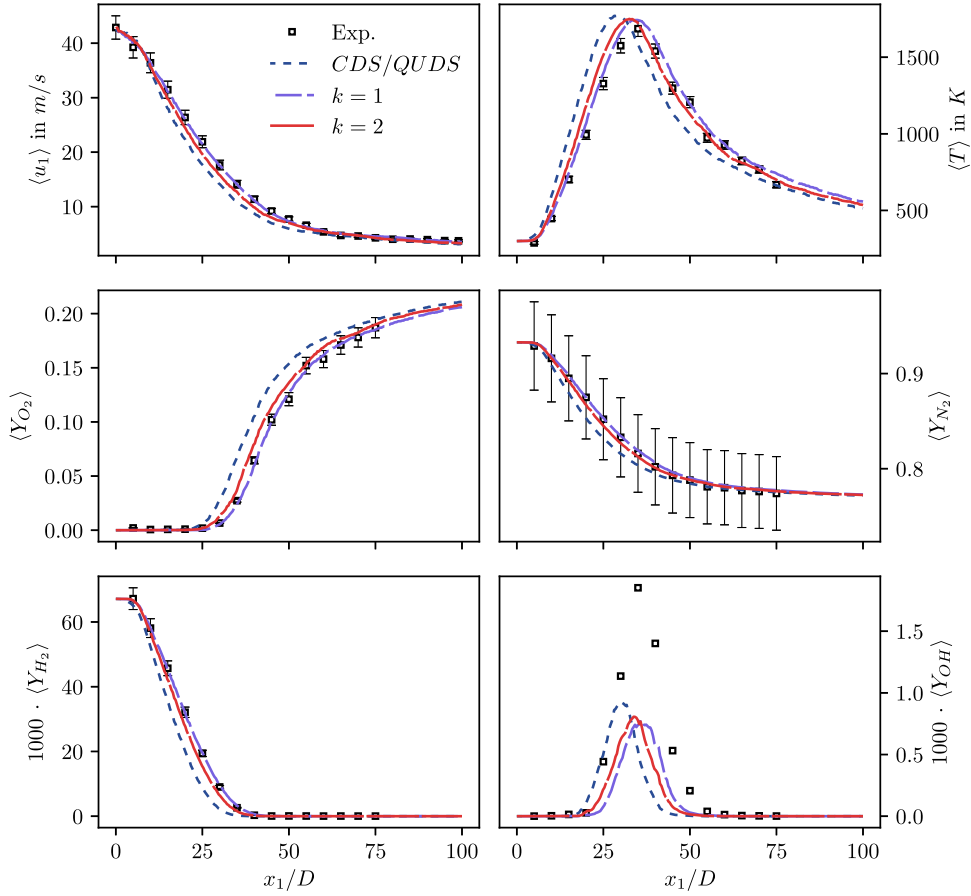 ⟨u₁⟩ in m/s
40
30
20
10
Exp.
CDS/QUDS
k = 1
k = 2
1500
1000
500
⟨T⟩ in K
⟨Y_{O₂}⟩
0.20
0.15
0.10
0.05
0.00
0.9
0.8
⟨Y_{N₂}⟩
1000 · ⟨Y_{H₂}⟩
60
40
20
0
1.5
1.0
0.5
0.0
1000 · ⟨Y_{OH}⟩
0 25 50 75 100
0 25 50 75 100
x₁/D
x₁/D